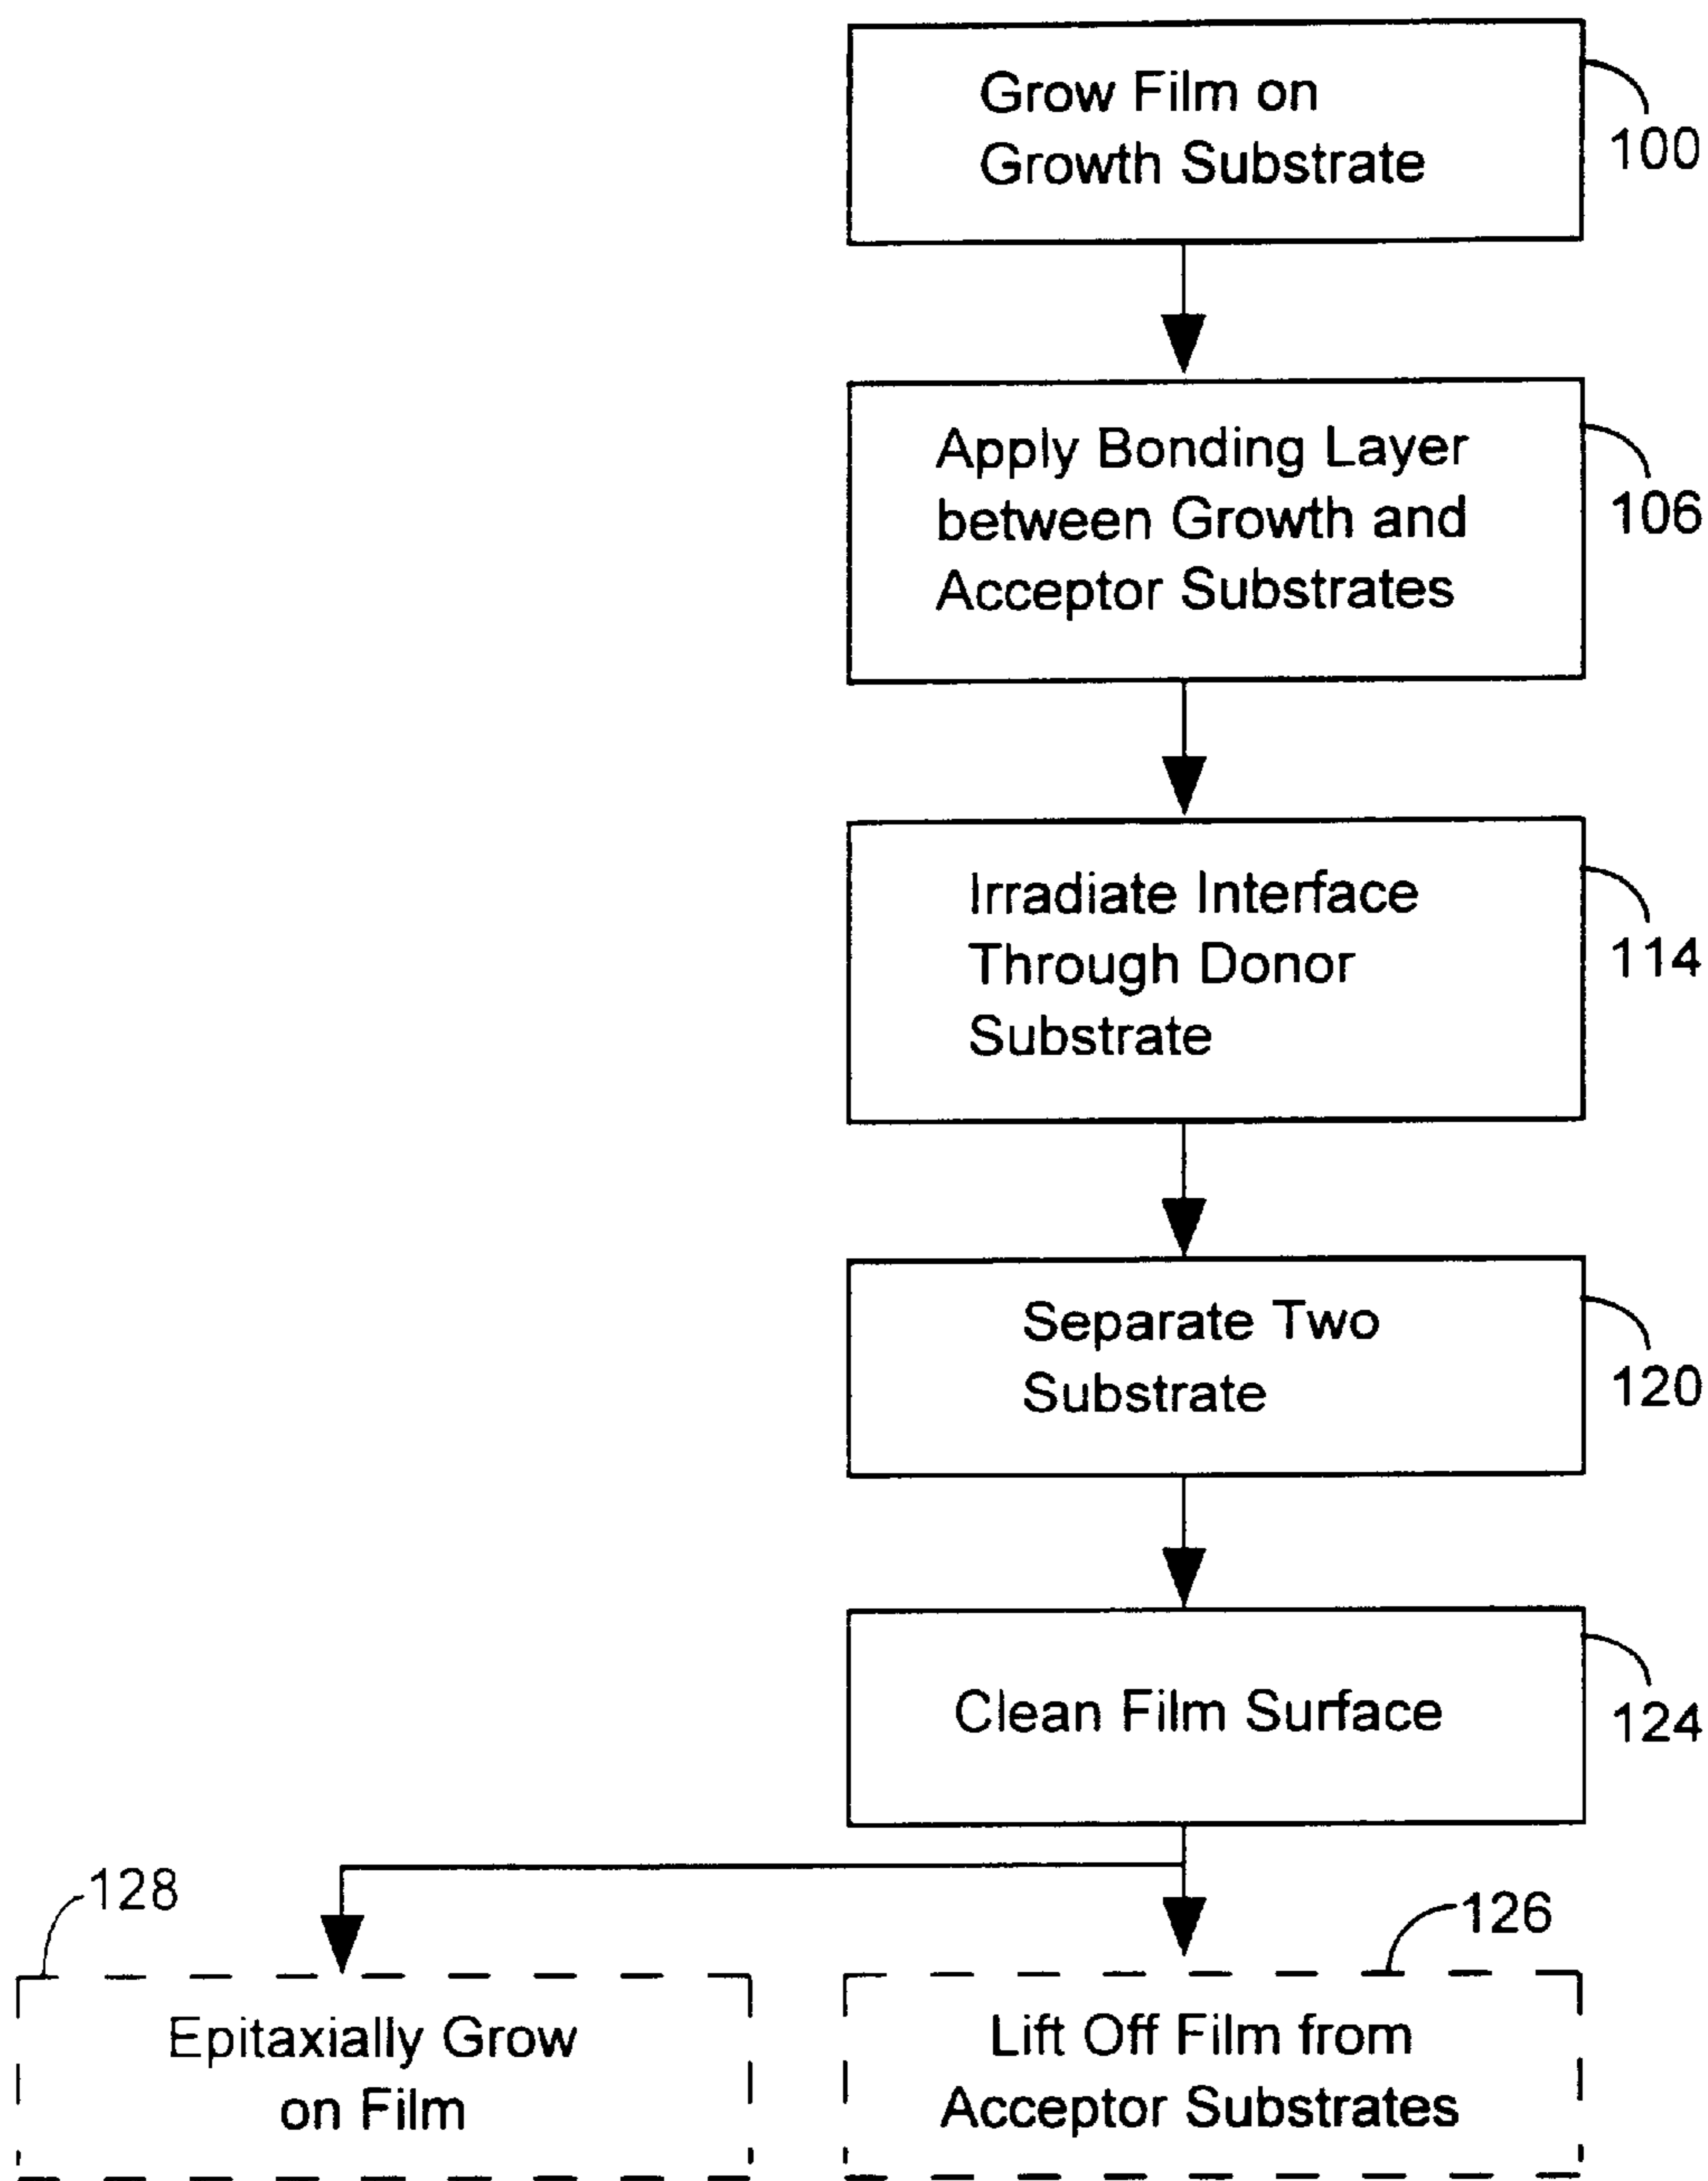 Grow Film on
Growth Substrate
100
Apply Bonding Layer
between Growth and
Acceptor Substrates
106
Irradiate Interface
Through Donor
Substrate
114
Separate Two
Substrate
120
Clean Film Surface
124
128
126
Epitaxially Grow
on Film
Lift Off Film from
Acceptor Substrates